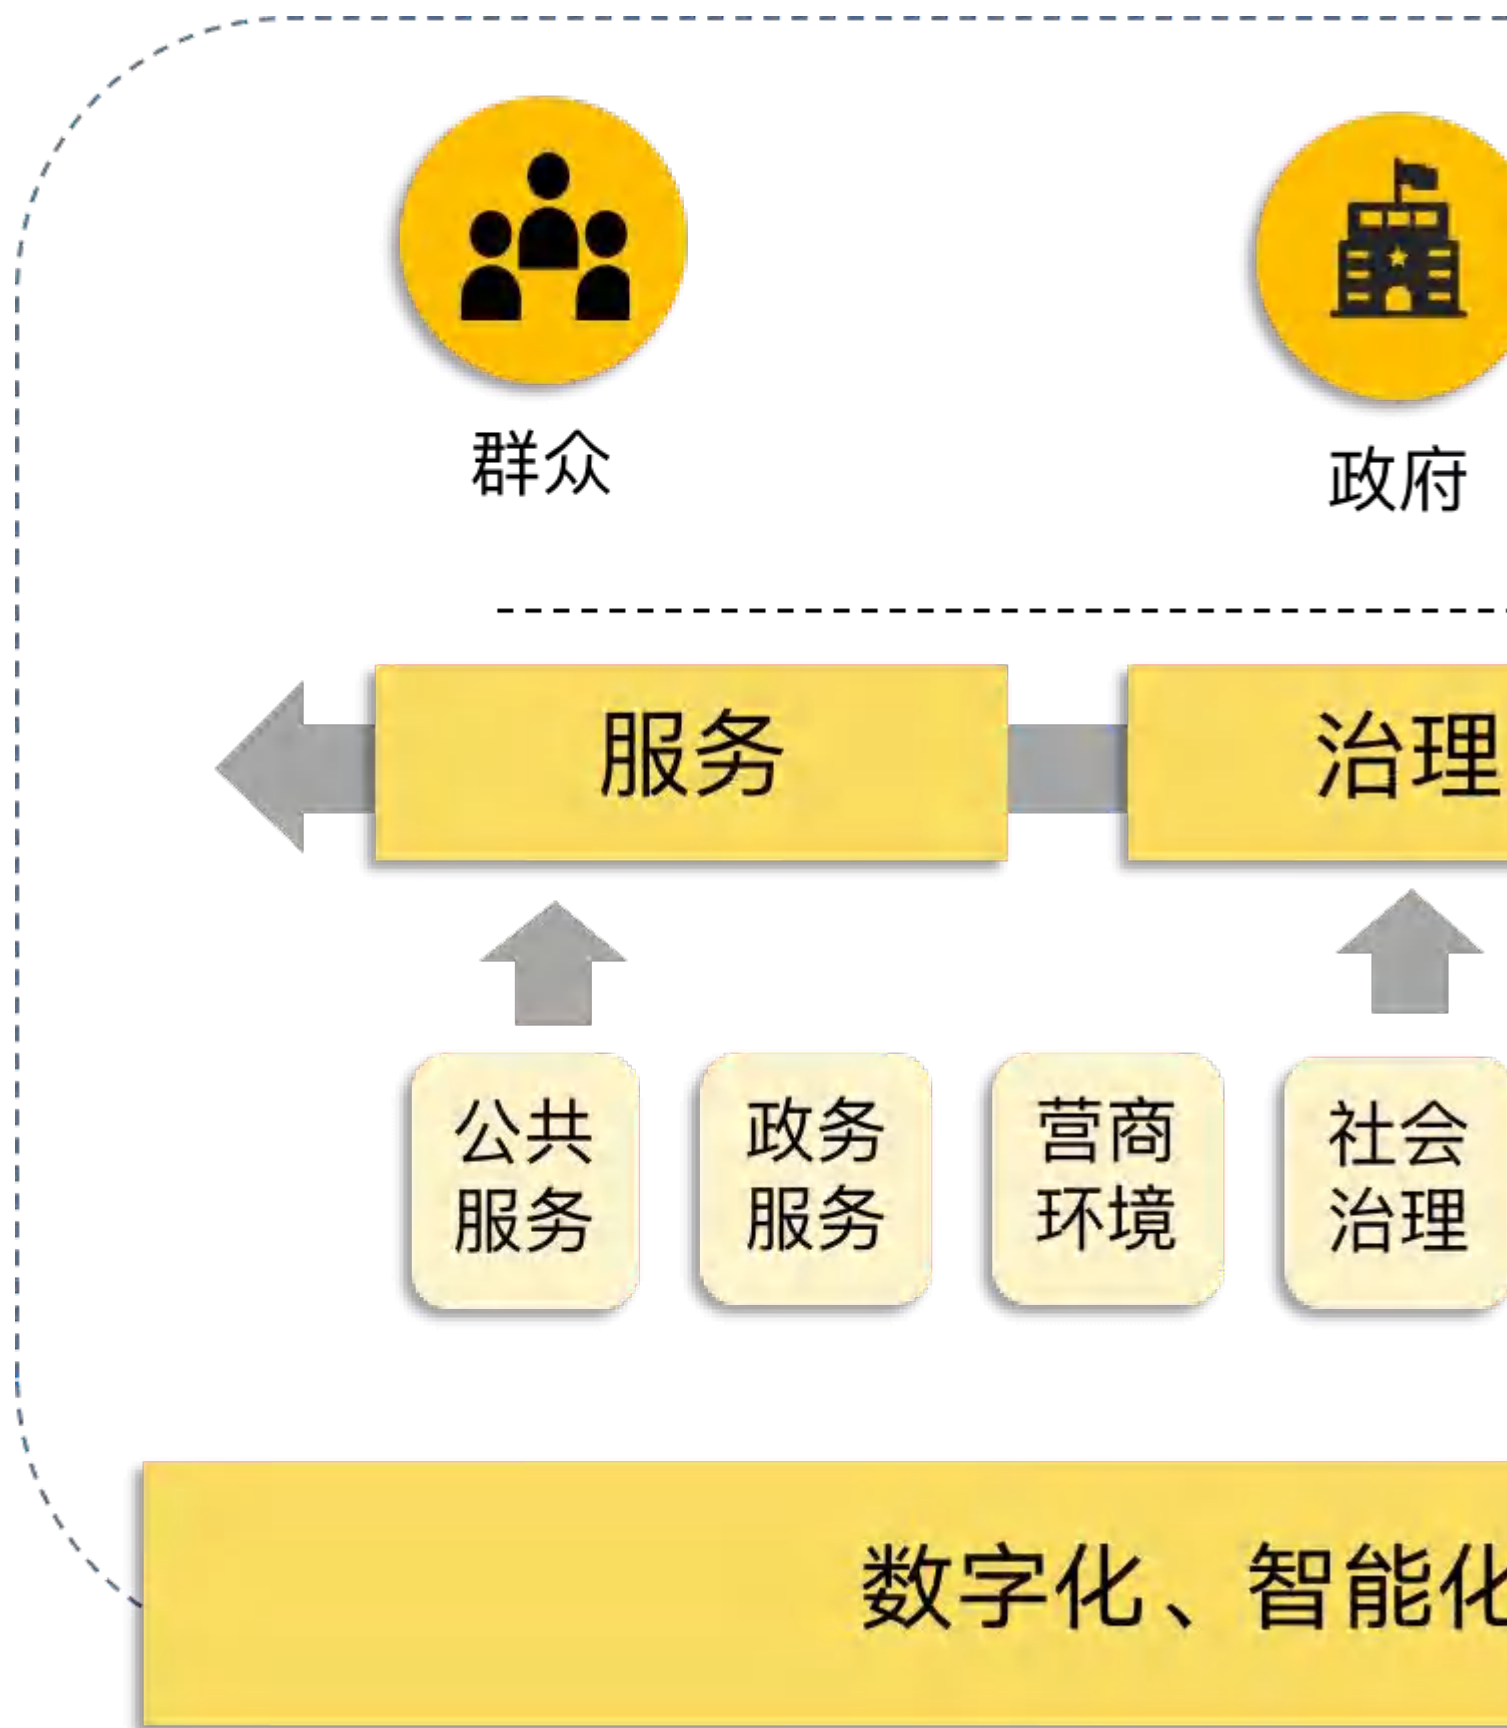 群众
政府
服务
治理
公共
服务
政务
服务
营商
环境
社会
治理
数字化、智能化